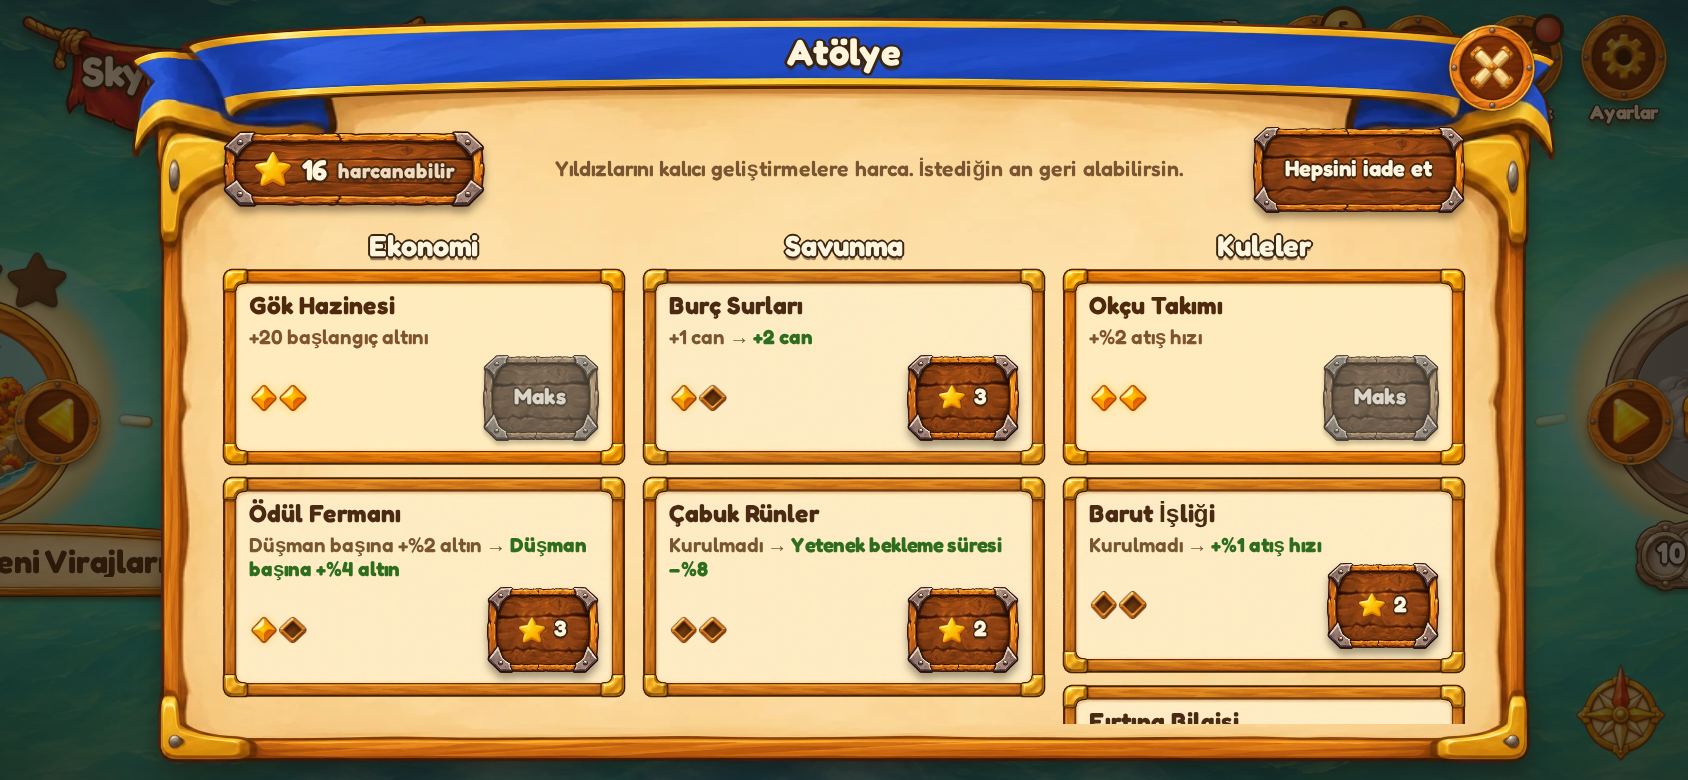 Atölye
Sky
Ayarlar
16 harcanabilir
Yıldızlarını kalıcı geliştirmelere harca. İstediğin an geri alabilirsin.
Hepsini iade et
Ekonomi
Savunma
Kuleler
Gök Hazinesi
+20 başlangıç altını
Maks
Burç Surları
+1 can → +2 can
3
Okçu Takımı
+%2 atış hızı
Maks
Ödül Fermanı
Düşman başına +%2 altın → Düşman
başına +%4 altın
3
Çabuk Rünler
Kurulmadı → Yetenek bekleme süresi
−%8
2
Barut İşliği
Kurulmadı → +%1 atış hızı
2
Fırtına Bilgisi
eni Virajları
10